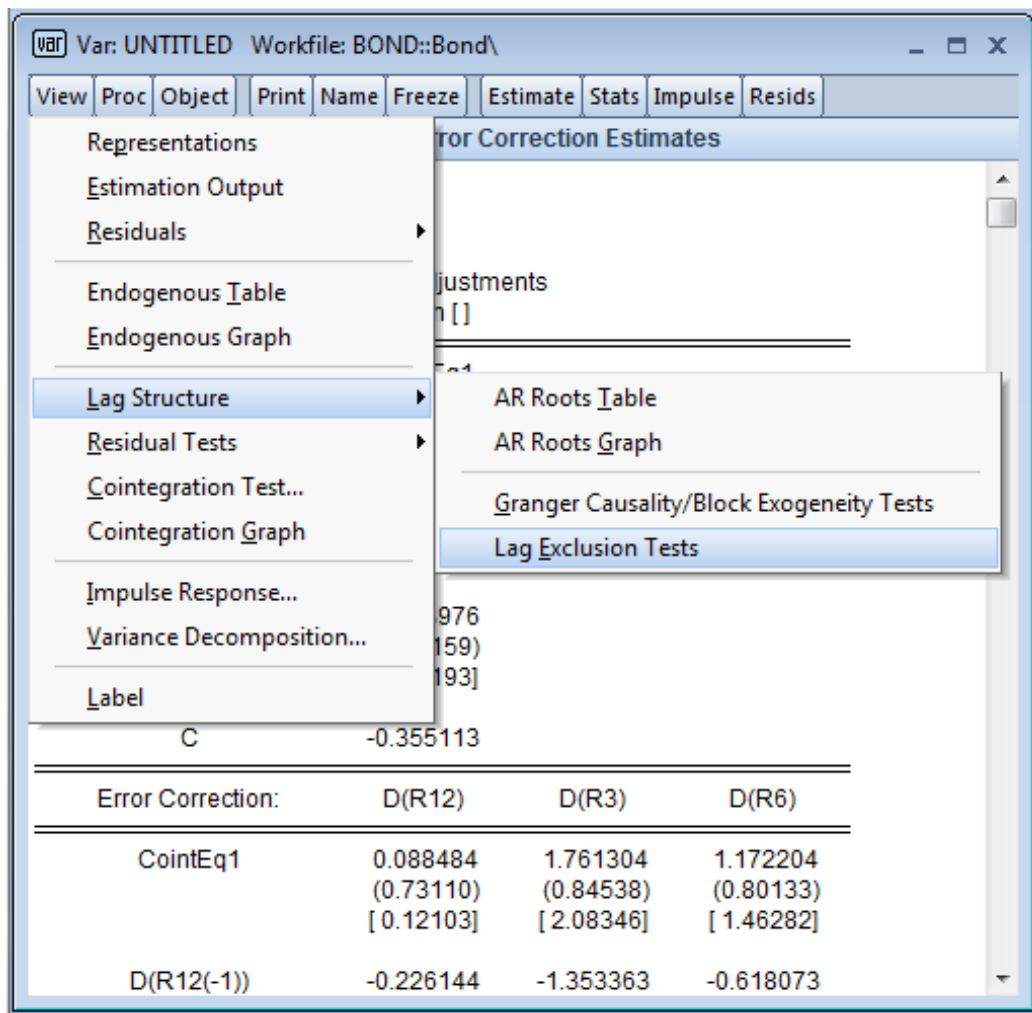 var Var: UNTITLED Workfile: BOND::Bond\
View Proc Object Print Name Freeze Estimate Stats Impulse Resids
Error Correction Estimates
Representations
Estimation Output
Residuals
Endogenous Table
Endogenous Graph
Lag Structure
Residual Tests
Cointegration Test...
Cointegration Graph
Impulse Response...
Variance Decomposition...
Label
AR Roots Table
AR Roots Graph
Granger Causality/Block Exogeneity Tests
Lag Exclusion Tests
justments
[ ]
976
159)
193]
C -0.355113
Error Correction: D(R12) D(R3) D(R6)
CointEq1 0.088484 1.761304 1.172204
(0.73110) (0.84538) (0.80133)
[ 0.12103] [ 2.08346] [ 1.46282]
D(R12(-1)) -0.226144 -1.353363 -0.618073